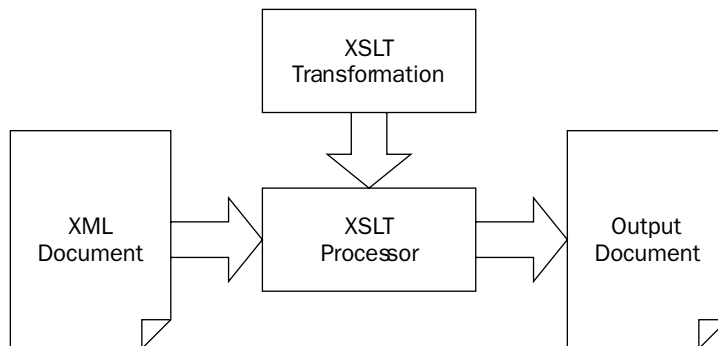 XSLT
Transformation
XML
Document
XSLT
Processor
Output
Document